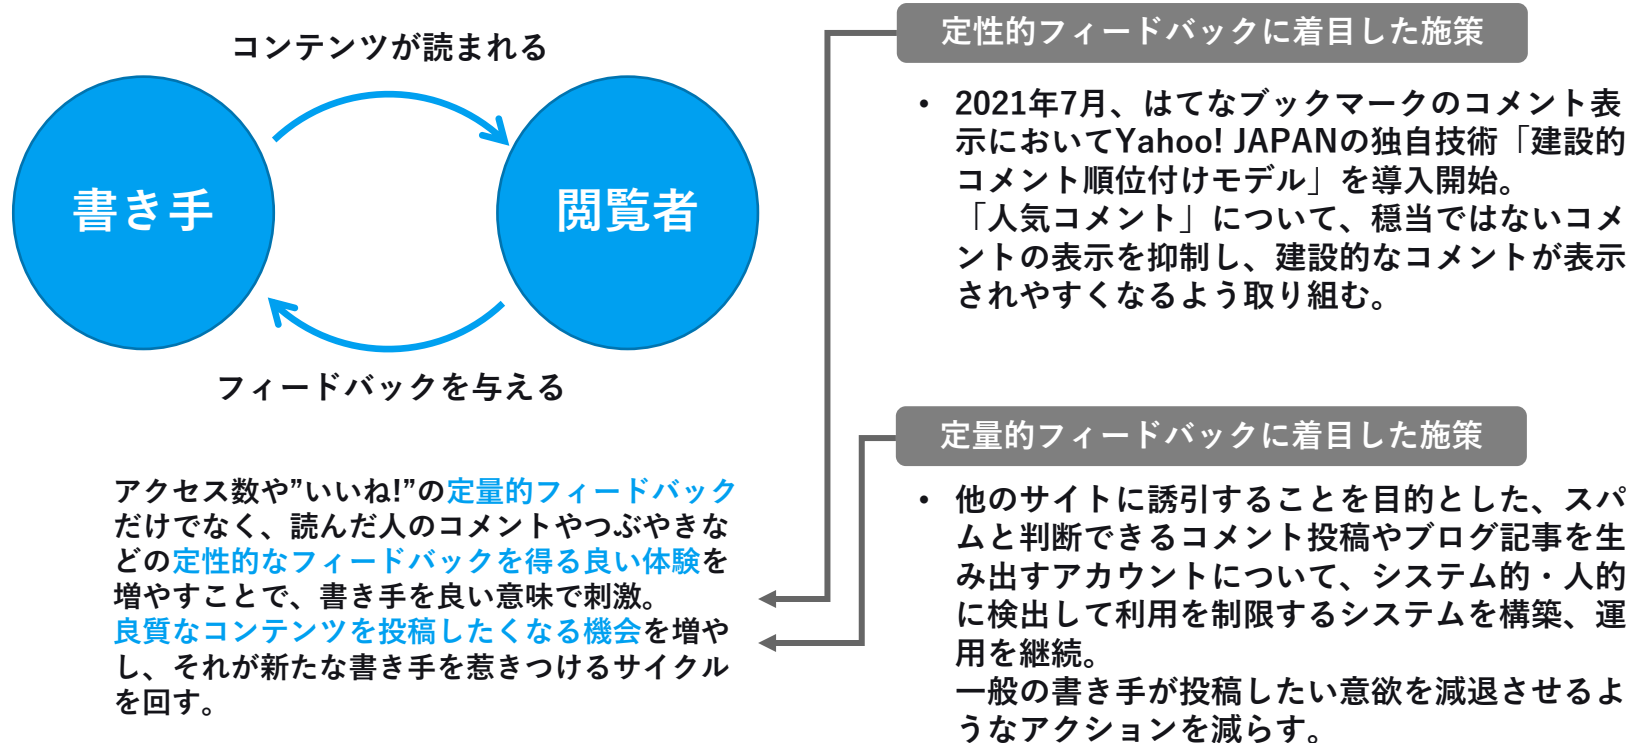 コンテンツが読まれる
書き手
閲覧者
フィードバックを与える
アクセス数や”いいね!”の定量的フィードバック
だけでなく、読んだ人のコメントやつぶやきな
どの定性的なフィードバックを得る良い体験を
増やすことで、書き手を良い意味で刺激。
良質なコンテンツを投稿したくなる機会を増や
し、それが新たな書き手を惹きつけるサイクル
を回す。
定性的フィードバックに着目した施策
• 2021年7月、はてなブックマークのコメント表
示においてYahoo! JAPANの独自技術「建設的
コメント順位付けモデル」を導入開始。
「人気コメント」について、穏当ではないコメ
ントの表示を抑制し、建設的なコメントが表示
されやすくなるよう取り組む。
定量的フィードバックに着目した施策
• 他のサイトに誘引することを目的とした、スパ
ムと判断できるコメント投稿やブログ記事を生
み出すアカウントについて、システム的・人的
に検出して利用を制限するシステムを構築、運
用を継続。
一般の書き手が投稿したい意欲を減退させるよ
うなアクションを減らす。